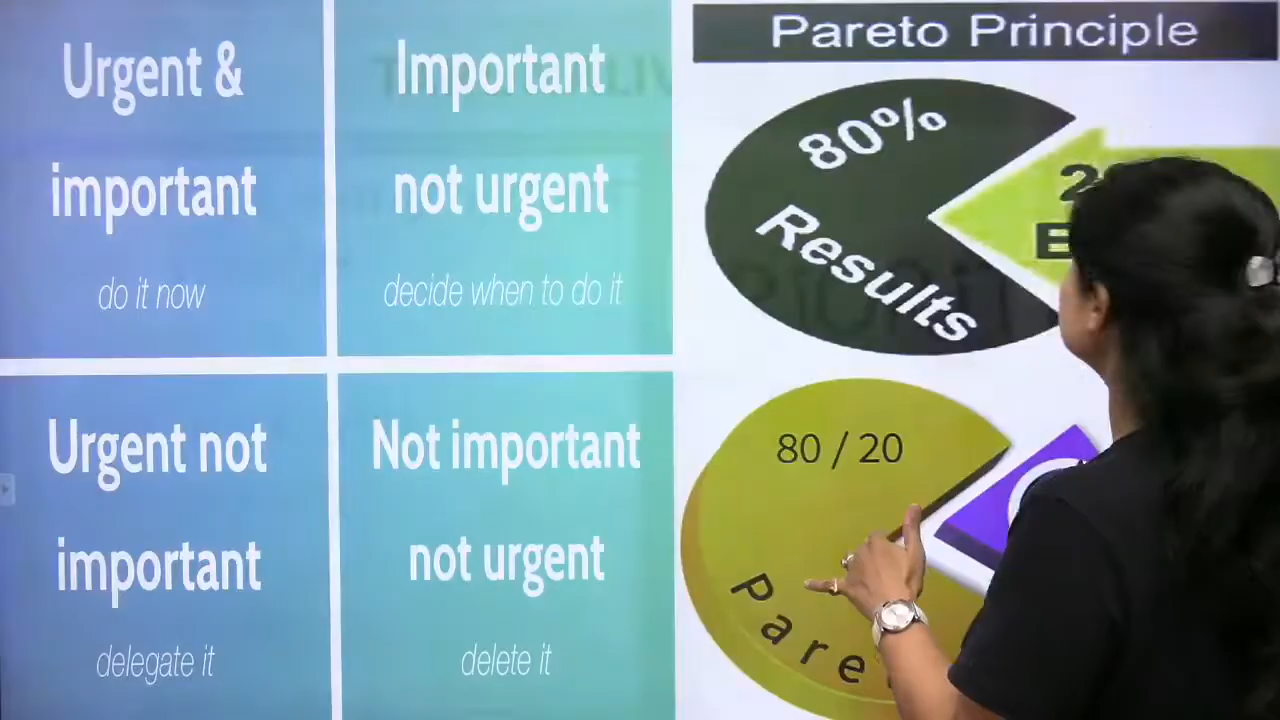 Urgent &
important
do it now
Important
not urgent
decide when to do it
Urgent not
important
delegate it
Not important
not urgent
delete it
Pareto Principle
80%
Results
80 / 20